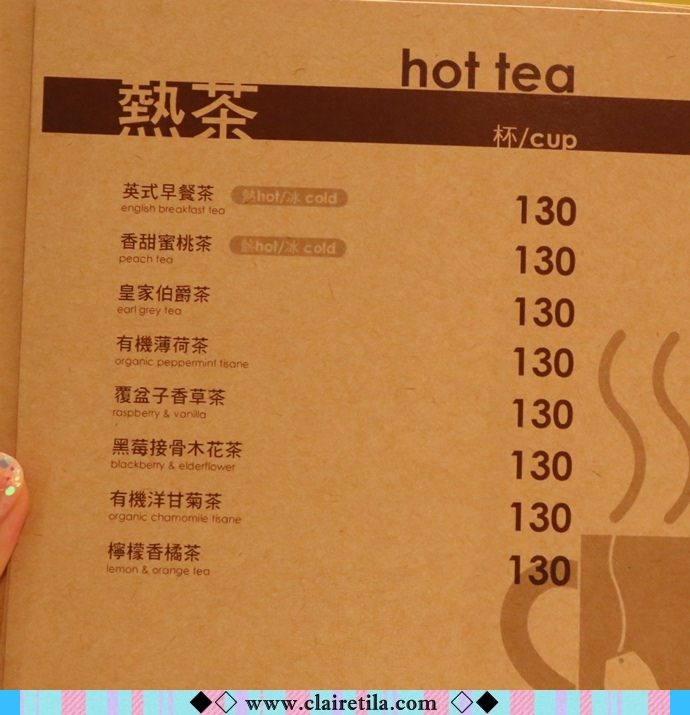 hot tea
熱茶
杯/cup
英式早餐茶 熱hot/冰 cold 130
english breakfast tea
香甜蜜桃茶 熱hot/冰 cold 130
peach tea
皇家伯爵茶 130
earl grey tea
有機薄荷茶 130
organic peppermint tisane
覆盆子香草茶 130
raspberry & vanilla
黑莓接骨木花茶 130
blackberry & elderflower
有機洋甘菊茶 130
organic chamomile tisane
檸檬香橘茶 130
lemon & orange tea
www.clairetila.com